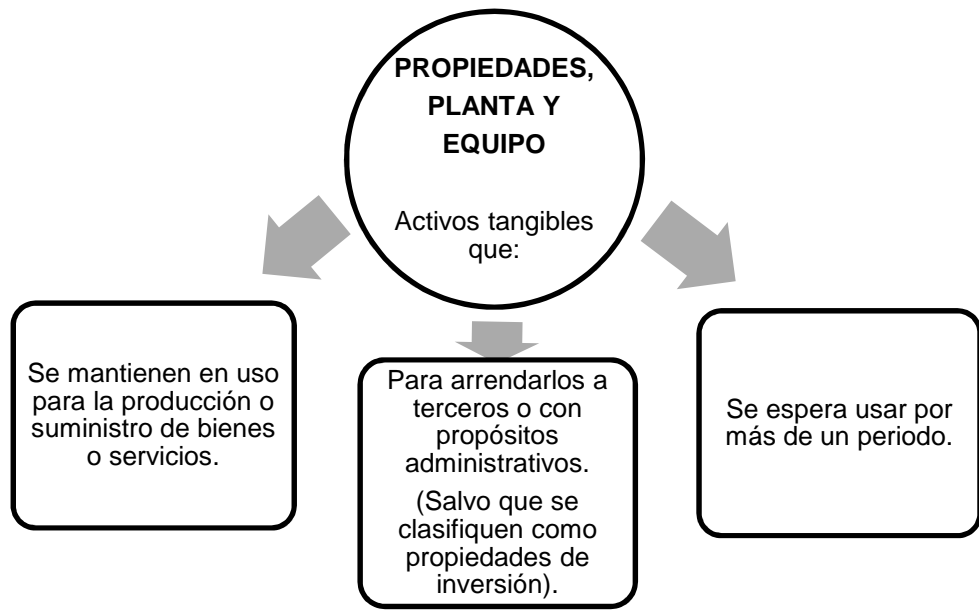 PROPIEDADES,
PLANTA Y
EQUIPO
Activos tangibles
que:
Se mantienen en uso
para la producción o
suministro de bienes
o servicios.
Para arrendarlos a
terceros o con
propósitos
administrativos.
(Salvo que se
clasifiquen como
propiedades de
inversión).
Se espera usar por
más de un periodo.